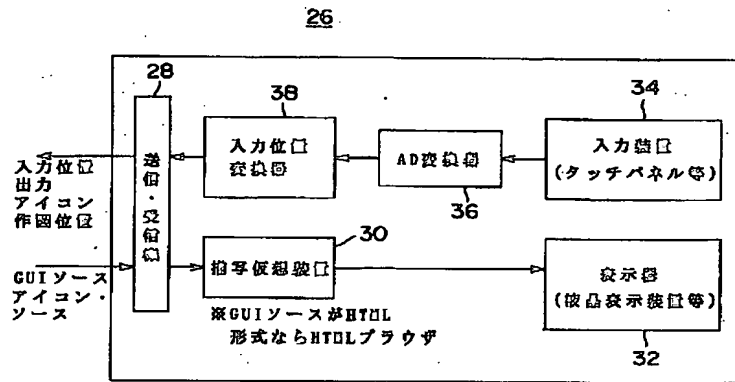 26
28
38
入力位置
変換器
AD変換器
36
34
入力装置
(タッチパネル等)
送信・受信機
入力位置
出力
アイコン
作図位置
GUIソース
アイコン・
ソース
30
描写仮想装置
※GUIソースがHTML
形式ならHTMLブラウザ
表示器
(液晶表示装置等)
32